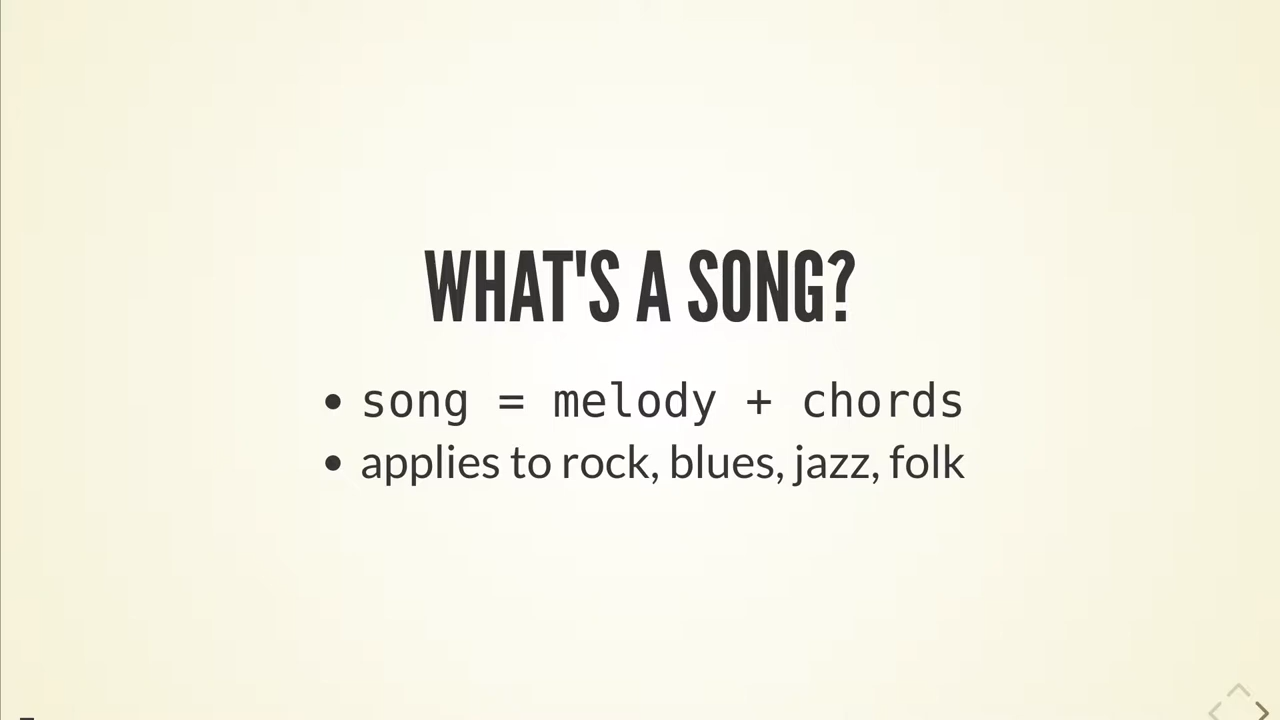 WHAT'S A SONG?
• song = melody + chords
• applies to rock, blues, jazz, folk